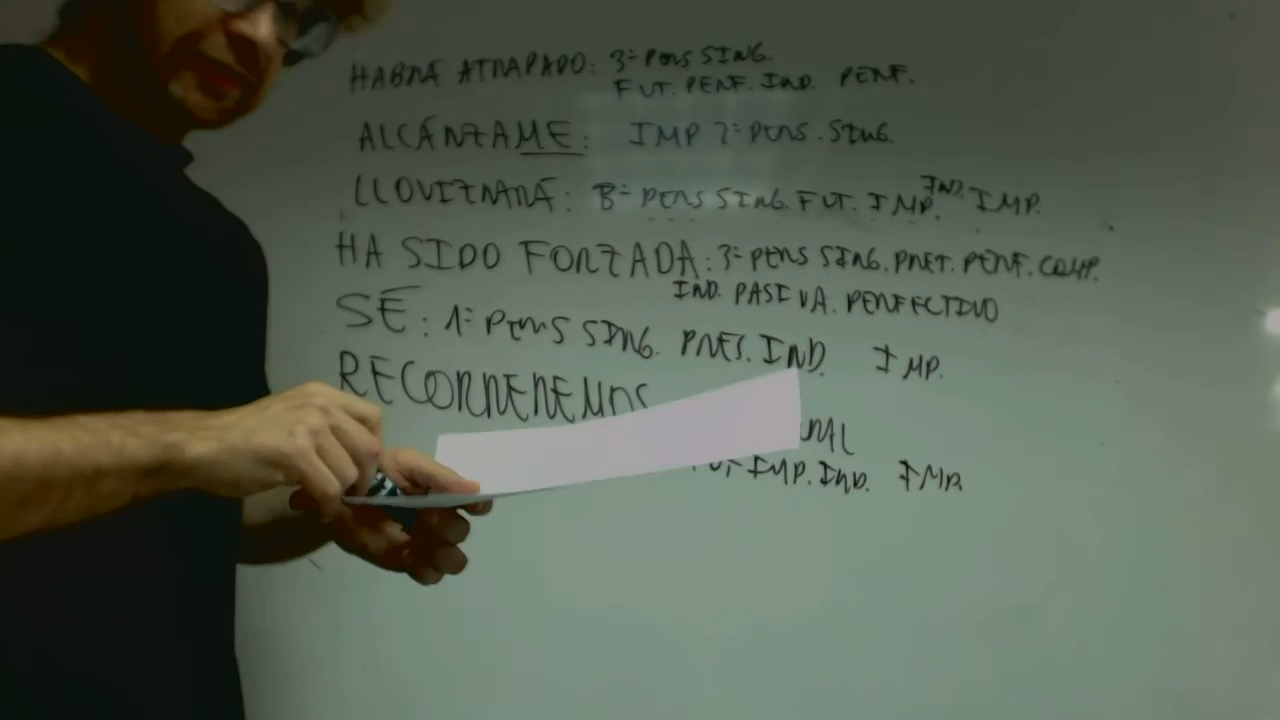 HABRÁ ATRAPADO: 3ª PERS SING.
FUT. PERF. IND. PERF.
ALCÁNZAME: IMP 2ª PERS. SING.
LLOVIZNARÁ: 3ª PERS SING. FUT. IMP. IND. IMP.
HA SIDO FORZADA: 3ª PERS SING. PRET. PERF. COMP.
IND. PASIVA. PERFECTIVO
SÉ: 1ª PERS SING. PRES. IND. IMP.
RECORREREMOS
IMP. IND. IMP.